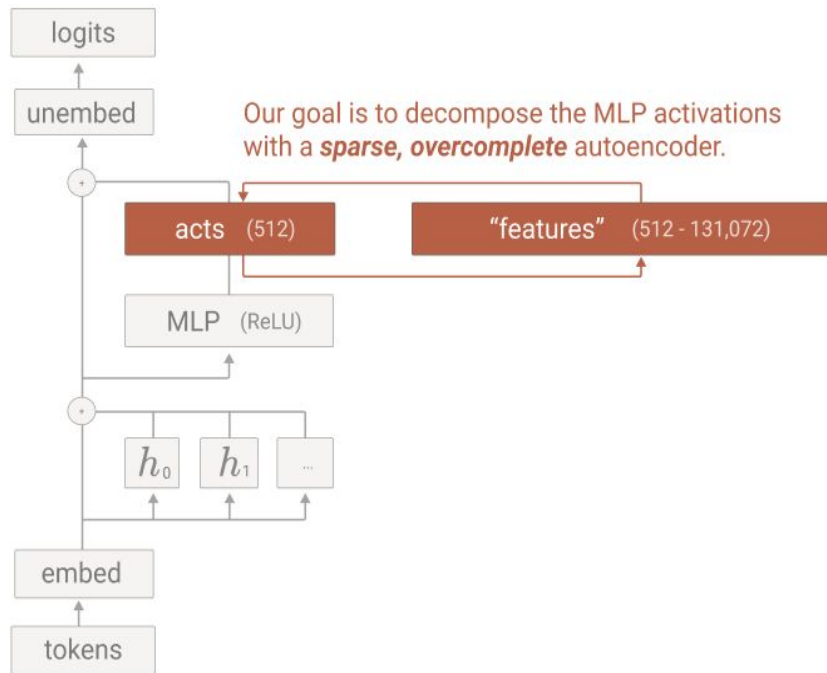 logits
unembed
Our goal is to decompose the MLP activations
with a sparse, overcomplete autoencoder.
+
acts (512)
“features” (512 - 131,072)
MLP (ReLU)
+
h₀
h₁
...
embed
tokens